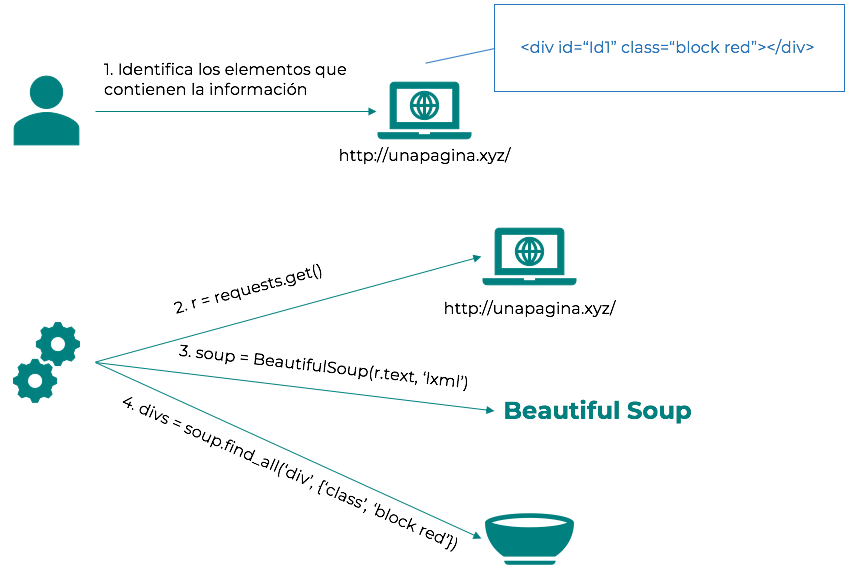 <div id=“Id1” class=“block red”></div>
1. Identifica los elementos que
contienen la información
http://unapagina.xyz/
2. r = requests.get()
http://unapagina.xyz/
3. soup = BeautifulSoup(r.text, ‘lxml’)
Beautiful Soup
4. divs = soup.find_all(‘div’, {‘class’, ‘block red’})